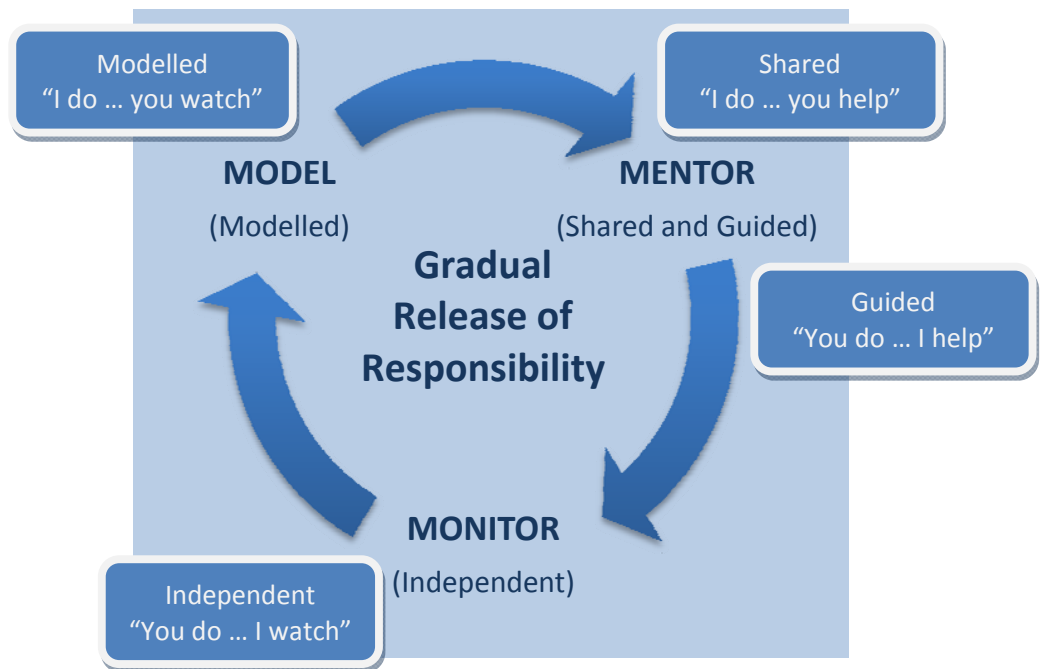 Modelled
“I do … you watch”
Shared
“I do … you help”
MODEL
(Modelled)
MENTOR
(Shared and Guided)
Gradual
Release of
Responsibility
Guided
“You do … I help”
MONITOR
(Independent)
Independent
“You do … I watch”